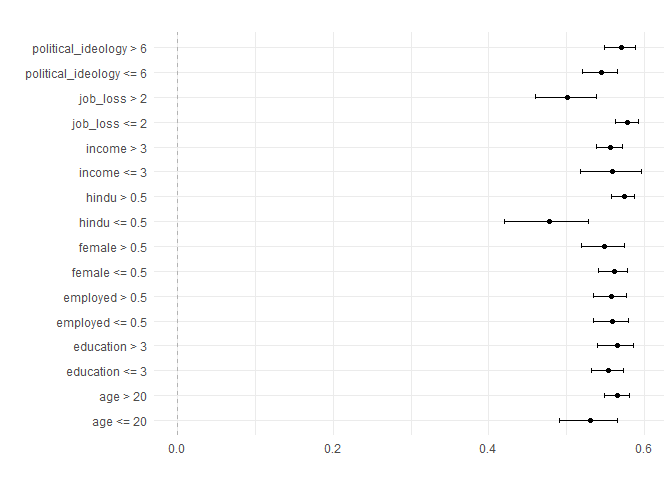 political_ideology > 6
political_ideology <= 6
job_loss > 2
job_loss <= 2
income > 3
income <= 3
hindu > 0.5
hindu <= 0.5
female > 0.5
female <= 0.5
employed > 0.5
employed <= 0.5
education > 3
education <= 3
age > 20
age <= 20
0.0 0.2 0.4 0.6